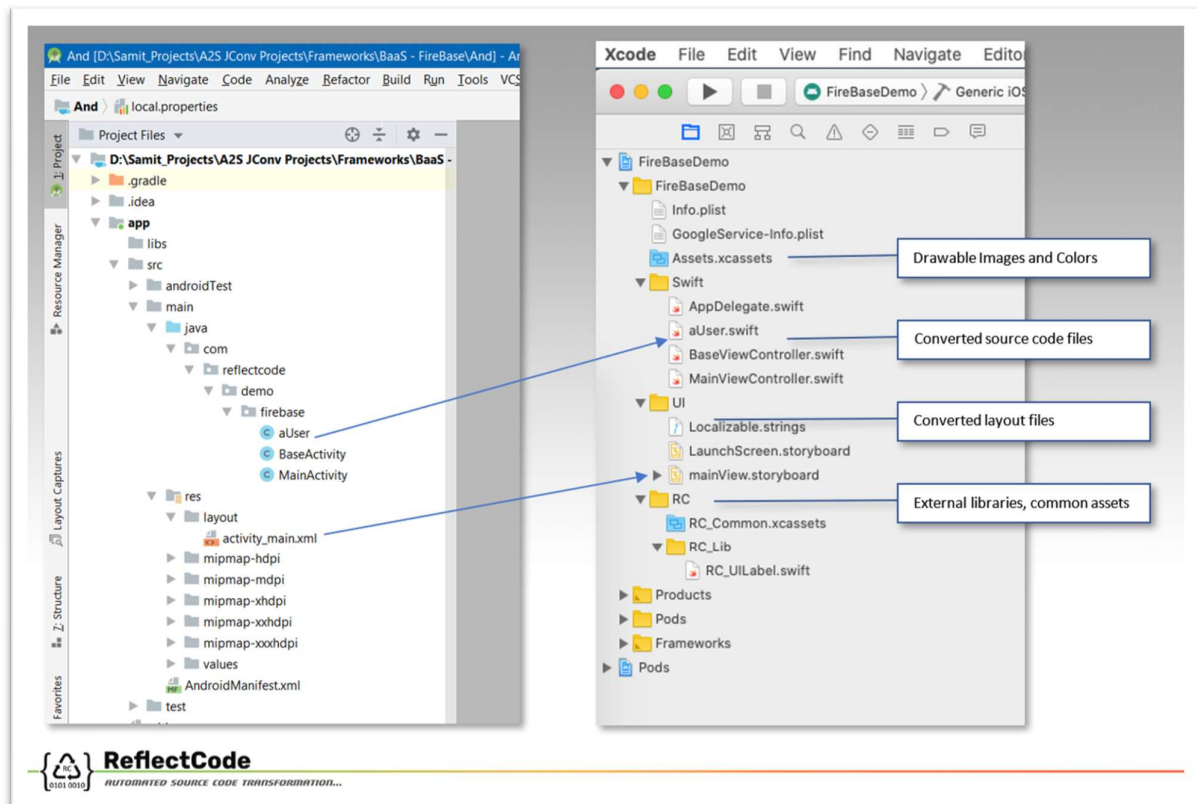 And [D:\Samit_Projects\A2S JConv Projects\Frameworks\BaaS - FireBase\And] - An
File Edit View Navigate Code Analyze Refactor Build Run Tools VCS
And local.properties
1: Project
Resource Manager
Layout Captures
Z: Structure
Favorites
Project Files
D:\Samit_Projects\A2S JConv Projects\Frameworks\BaaS -
.gradle
.idea
app
libs
src
androidTest
main
java
com
reflectcode
demo
firebase
aUser
BaseActivity
MainActivity
res
layout
activity_main.xml
mipmap-hdpi
mipmap-mdpi
mipmap-xhdpi
mipmap-xxhdpi
mipmap-xxxhdpi
values
MF AndroidManifest.xml
test
Xcode File Edit View Find Navigate Editor
FireBaseDemo Generic iOS
FireBaseDemo
FireBaseDemo
Info.plist
GoogleService-Info.plist
Assets.xcassets
Swift
AppDelegate.swift
aUser.swift
BaseViewController.swift
MainViewController.swift
UI
Localizable.strings
LaunchScreen.storyboard
mainView.storyboard
RC
RC_Common.xcassets
RC_Lib
RC_UILabel.swift
Products
Pods
Frameworks
Pods
Drawable Images and Colors
Converted source code files
Converted layout files
External libraries, common assets
RC
0101 0010
ReflectCode
AUTOMATED SOURCE CODE TRANSFORMATION...